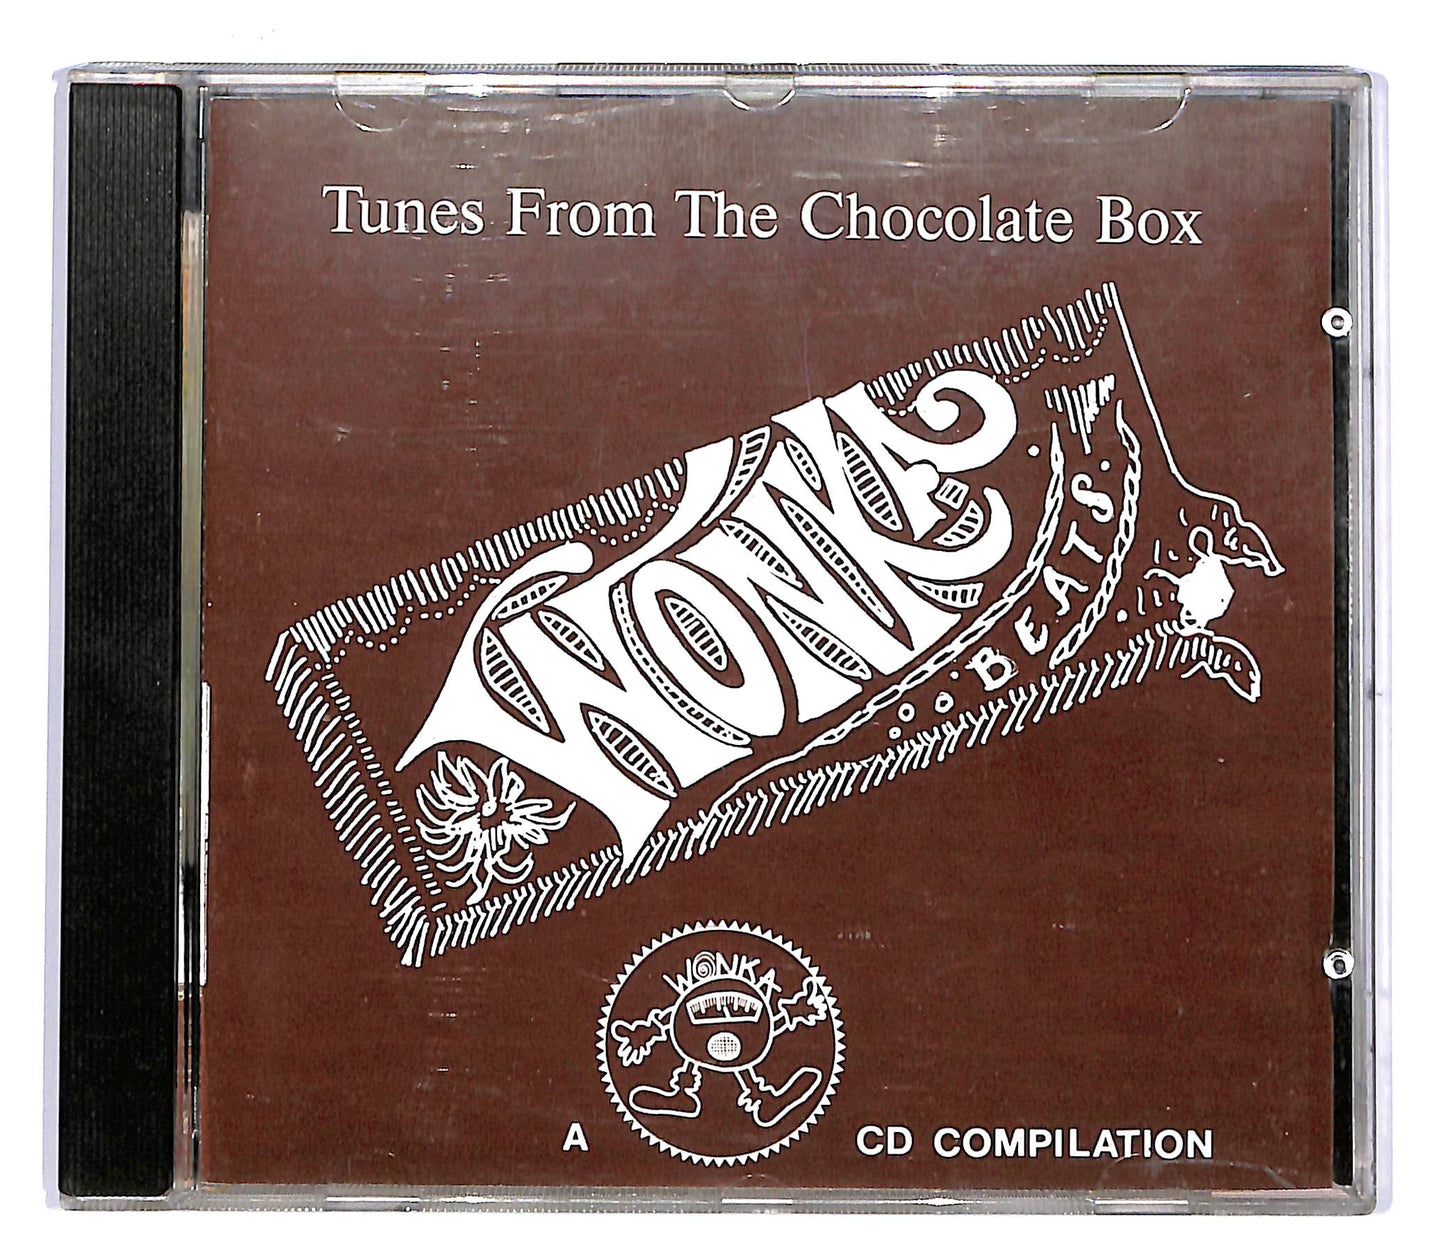 Tunes From The Chocolate Box
WONKA
BEATS.
WONKA
A CD COMPILATION